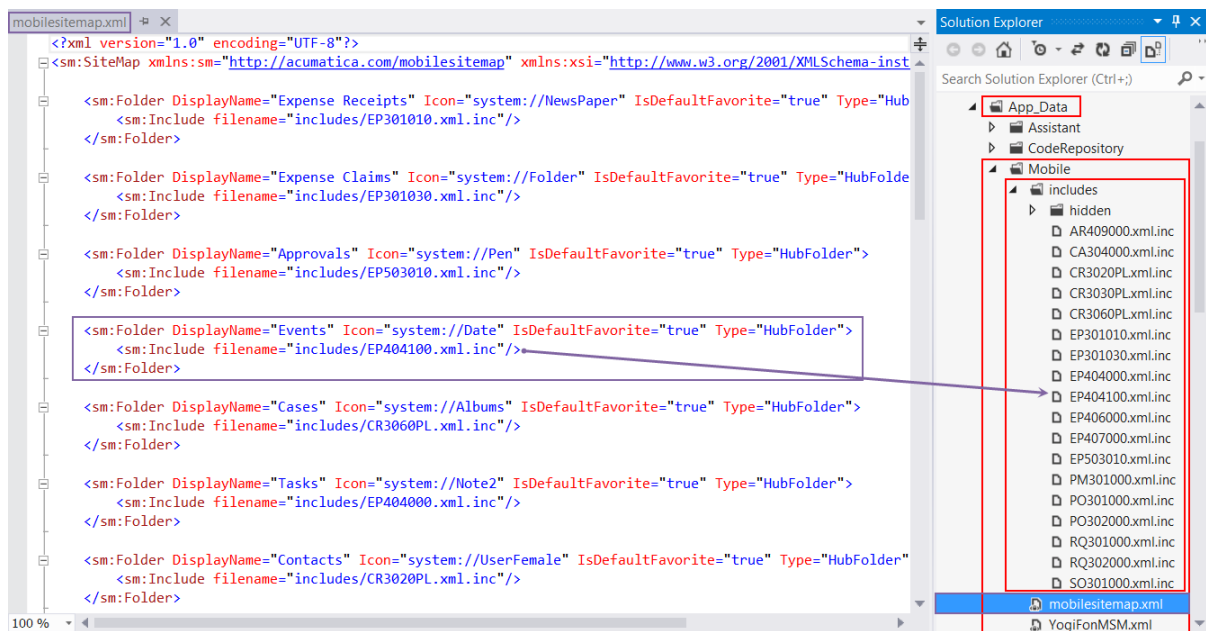 mobilesitemap.xml
<?xml version="1.0" encoding="UTF-8"?>
<sm:SiteMap xmlns:sm="http://acumatica.com/mobilesitemap" xmlns:xsi="http://www.w3.org/2001/XMLSchema-inst
<sm:Folder DisplayName="Expense Receipts" Icon="system://NewsPaper" IsDefaultFavorite="true" Type="Hub
<sm:Include filename="includes/EP301010.xml.inc"/>
</sm:Folder>
<sm:Folder DisplayName="Expense Claims" Icon="system://Folder" IsDefaultFavorite="true" Type="HubFolde
<sm:Include filename="includes/EP301030.xml.inc"/>
</sm:Folder>
<sm:Folder DisplayName="Approvals" Icon="system://Pen" IsDefaultFavorite="true" Type="HubFolder">
<sm:Include filename="includes/EP503010.xml.inc"/>
</sm:Folder>
<sm:Folder DisplayName="Events" Icon="system://Date" IsDefaultFavorite="true" Type="HubFolder">
<sm:Include filename="includes/EP404100.xml.inc"/>
</sm:Folder>
<sm:Folder DisplayName="Cases" Icon="system://Albums" IsDefaultFavorite="true" Type="HubFolder">
<sm:Include filename="includes/CR3060PL.xml.inc"/>
</sm:Folder>
<sm:Folder DisplayName="Tasks" Icon="system://Note2" IsDefaultFavorite="true" Type="HubFolder">
<sm:Include filename="includes/EP404000.xml.inc"/>
</sm:Folder>
<sm:Folder DisplayName="Contacts" Icon="system://UserFemale" IsDefaultFavorite="true" Type="HubFolder"
<sm:Include filename="includes/CR3020PL.xml.inc"/>
</sm:Folder>
100 %
Solution Explorer
Search Solution Explorer (Ctrl+;)
App_Data
Assistant
CodeRepository
Mobile
includes
hidden
AR409000.xml.inc
CA304000.xml.inc
CR3020PL.xml.inc
CR3030PL.xml.inc
CR3060PL.xml.inc
EP301010.xml.inc
EP301030.xml.inc
EP404000.xml.inc
EP404100.xml.inc
EP406000.xml.inc
EP407000.xml.inc
EP503010.xml.inc
PM301000.xml.inc
PO301000.xml.inc
PO302000.xml.inc
RQ301000.xml.inc
RQ302000.xml.inc
SO301000.xml.inc
mobilesitemap.xml
YogiFonMSM.xml